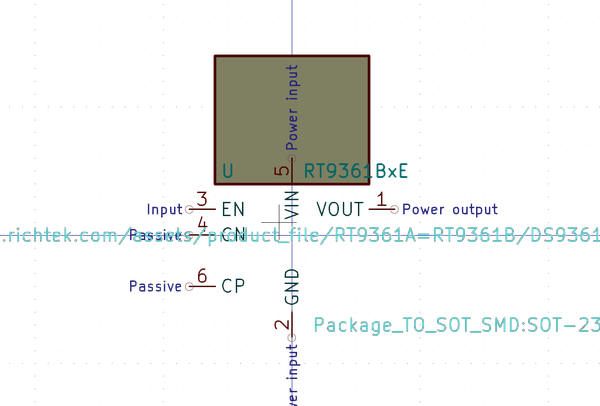 Power input
5
U
RT9361BxE
VIN
Input
3
EN
VOUT
1
Power output
Passive
4
CN
.richtek.com/assets/product_file/RT9361A=RT9361B/DS9361
Passive
6
CP
GND
2
Package_TO_SOT_SMD:SOT-23
wer input